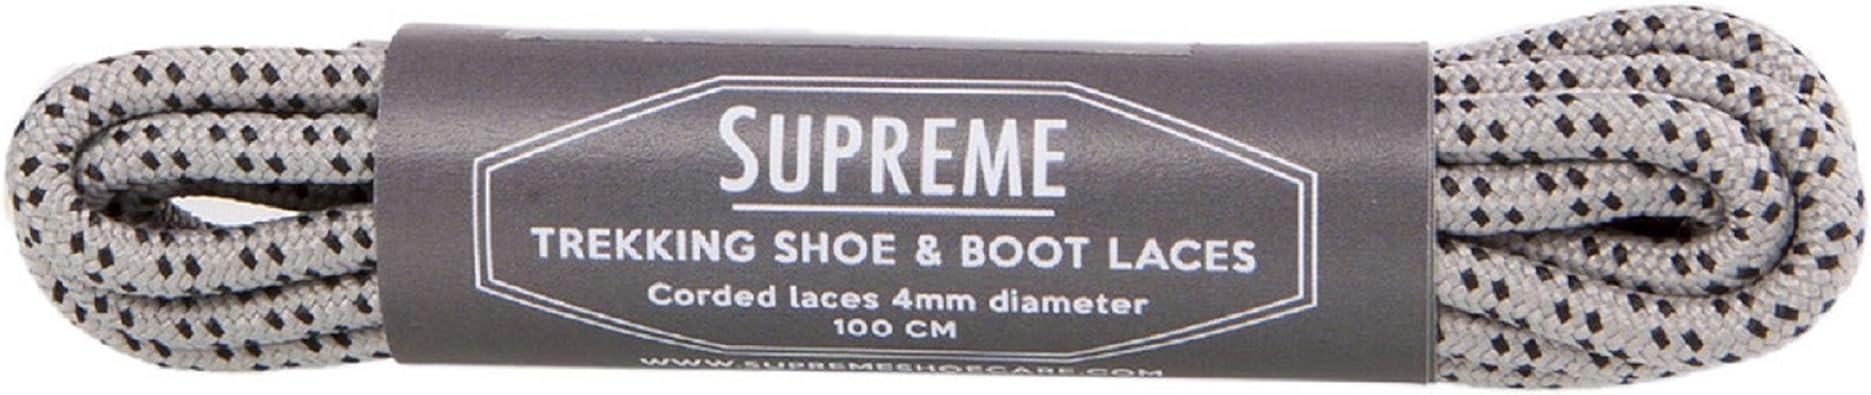 SUPREME
TREKKING SHOE & BOOT LACES
Corded laces 4mm diameter
100 CM
WWW.SUPREMESHOECARE.COM